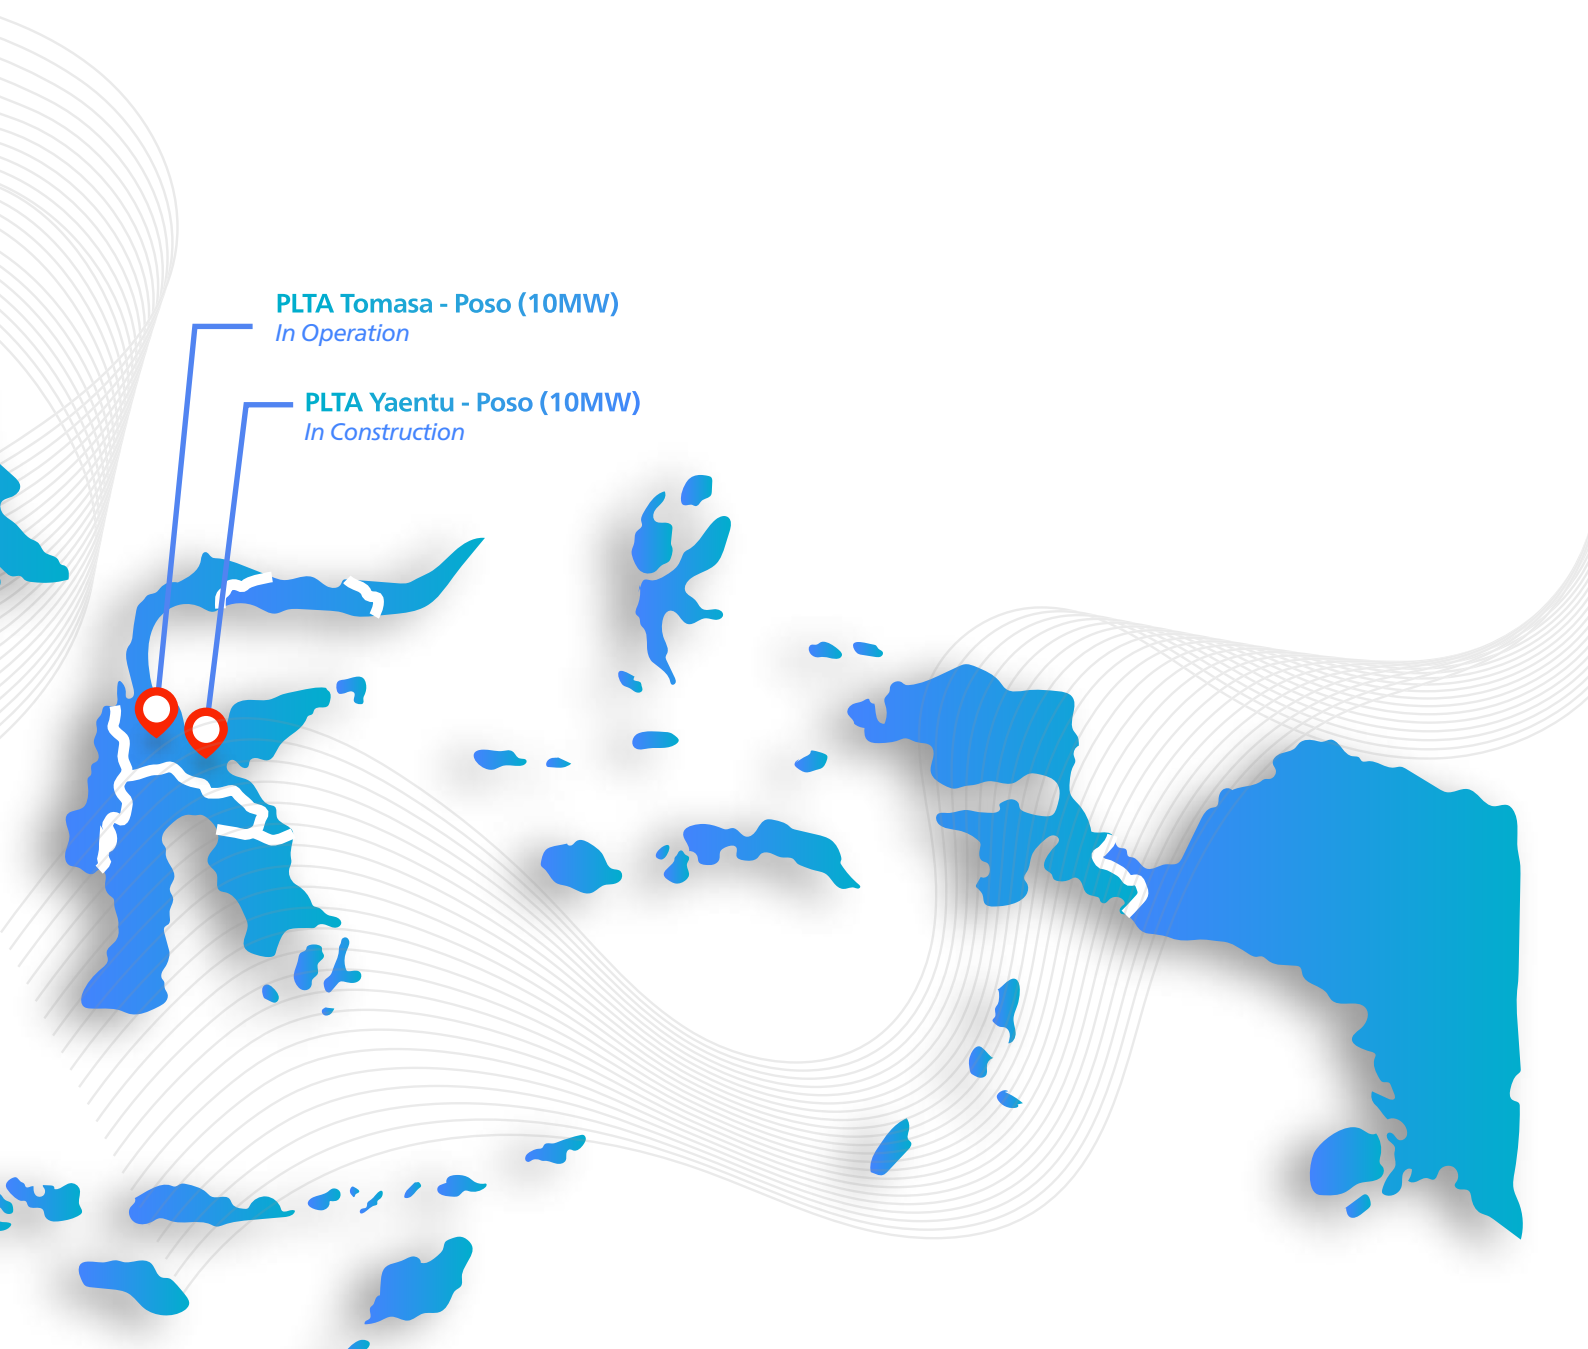 PLTA Tomasa - Poso (10MW)
In Operation
PLTA Yaentu - Poso (10MW)
In Construction